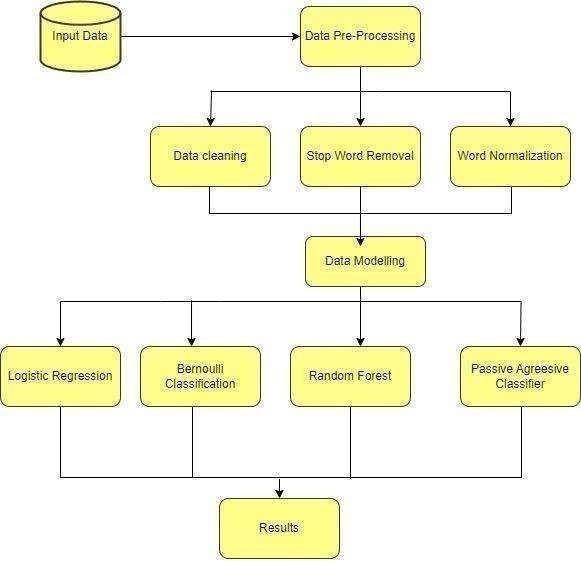 Input Data
Data Pre-Processing
Data cleaning
Stop Word Removal
Word Normalization
Data Modelling
Logistic Regression
Bernoulli
Classification
Random Forest
Passive Agreesive
Classifier
Results